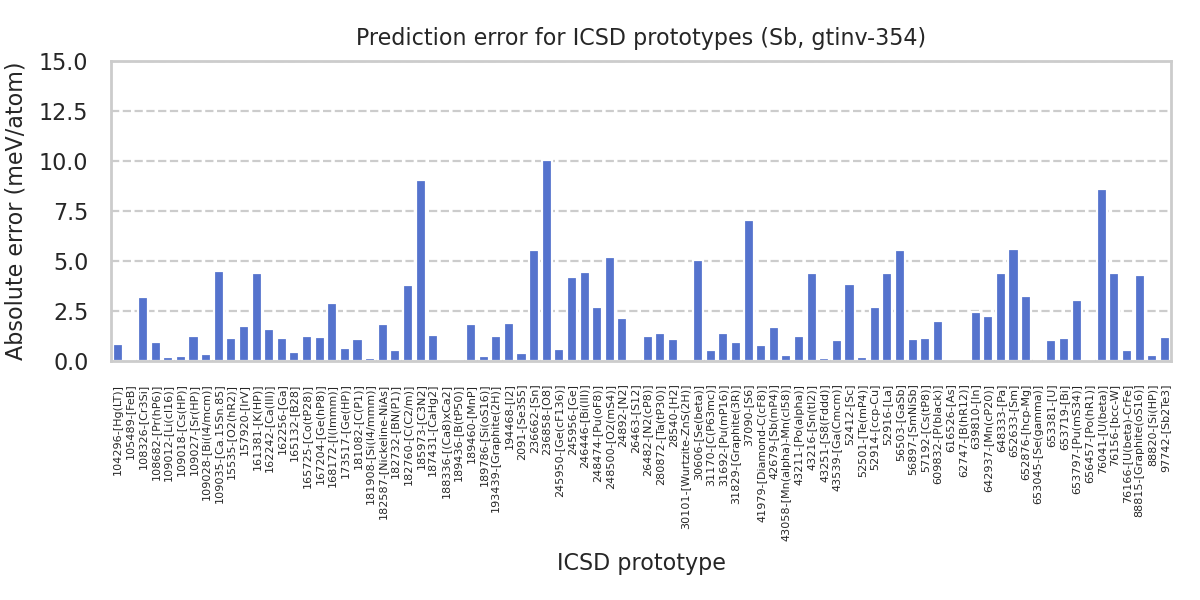 Prediction error for ICSD prototypes (Sb, gtinv-354)
Absolute error (meV/atom)
15.0
12.5
10.0
7.5
5.0
2.5
0.0
104296-[Hg(LT)]
105489-[FeB]
108326-[Cr3Si]
108682-[Pr(hP6)]
109012-[Li(cI16)]
109018-[Cs(HP)]
109027-[Sr(HP)]
109028-[Bi(I4/mcm)]
109035-[Ca.15Sn.85]
15535-[O2(hR2)]
157920-[IrV]
161381-[K(HP)]
162242-[Ca(III)]
162256-[Ga]
165132-[B28]
165725-[Co(tP28)]
167204-[Ge(hP8)]
168172-[I(Immm)]
173517-[Ge(HP)]
181082-[C(P1)]
181908-[Si(I4/mmm)]
182587-[Nickeline-NiAs]
182732-[BN(P1)]
182760-[C(C2/m)]
185973-[C3N2]
187431-[CaHg2]
188336-[(Ca8)xCa2]
189436-[B(tP50)]
189460-[MnP]
189786-[Si(oS16)]
193439-[Graphite(2H)]
194468-[I2]
2091-[Se3S5]
236662-[Sn]
236858-[O8]
245950-[Ge(cF136)]
245956-[Ge]
246446-[Bi(III)]
248474-[Pu(oF8)]
248500-[O2(mS4)]
24892-[N2]
26463-[S12]
26482-[N2(cP8)]
280872-[Ta(tP30)]
28540-[H2]
30101-[Wurtzite-ZnS(2H)]
30606-[Se(beta)]
31170-[C(P63mc)]
31692-[Pu(mP16)]
31829-[Graphite(3R)]
37090-[S6]
41979-[Diamond-C(cF8)]
42679-[Sb(mP4)]
43058-[Mn(alpha)-Mn(cI58)]
43211-[Po(alpha)]
43216-[Sn(tI4)]
43251-[S8(Fddd)]
43539-[Ga(Cmcm)]
52412-[Sc]
52501-[Te(mP4)]
52914-[ccp-Cu]
52916-[La]
56503-[GaSb]
56897-[SmNiSb]
57192-[Cs(tP8)]
609832-[P(black)]
616526-[As]
62747-[B(hR12)]
639810-[In]
642937-[Mn(cP20)]
648333-[Pa]
652633-[Sm]
652876-[hcp-Mg]
653045-[Se(gamma)]
653381-[U]
653719-[I]
653797-[Pu(mS34)]
656457-[Po(hR1)]
76041-[U(beta)]
76156-[bcc-W]
76166-[U(beta)-CrFe]
88815-[Graphite(oS16)]
88820-[Si(HP)]
97742-[Sb2Te3]
ICSD prototype